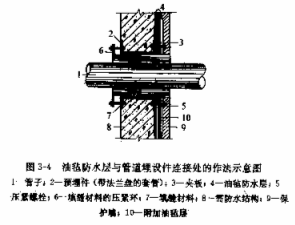 4
2
6
3
1
7
5
8
10
9
图 3-4 油毡防水层与管道埋设件连接处的作法示意图
1—管子；2—预埋件（带法兰盘的套管）；3—夹板；4—油毡防水层；5
压紧螺栓；6—填缝材料的压紧环；7—填缝材料；8—需防水结构；9—保
护墙；10—附加油毡层